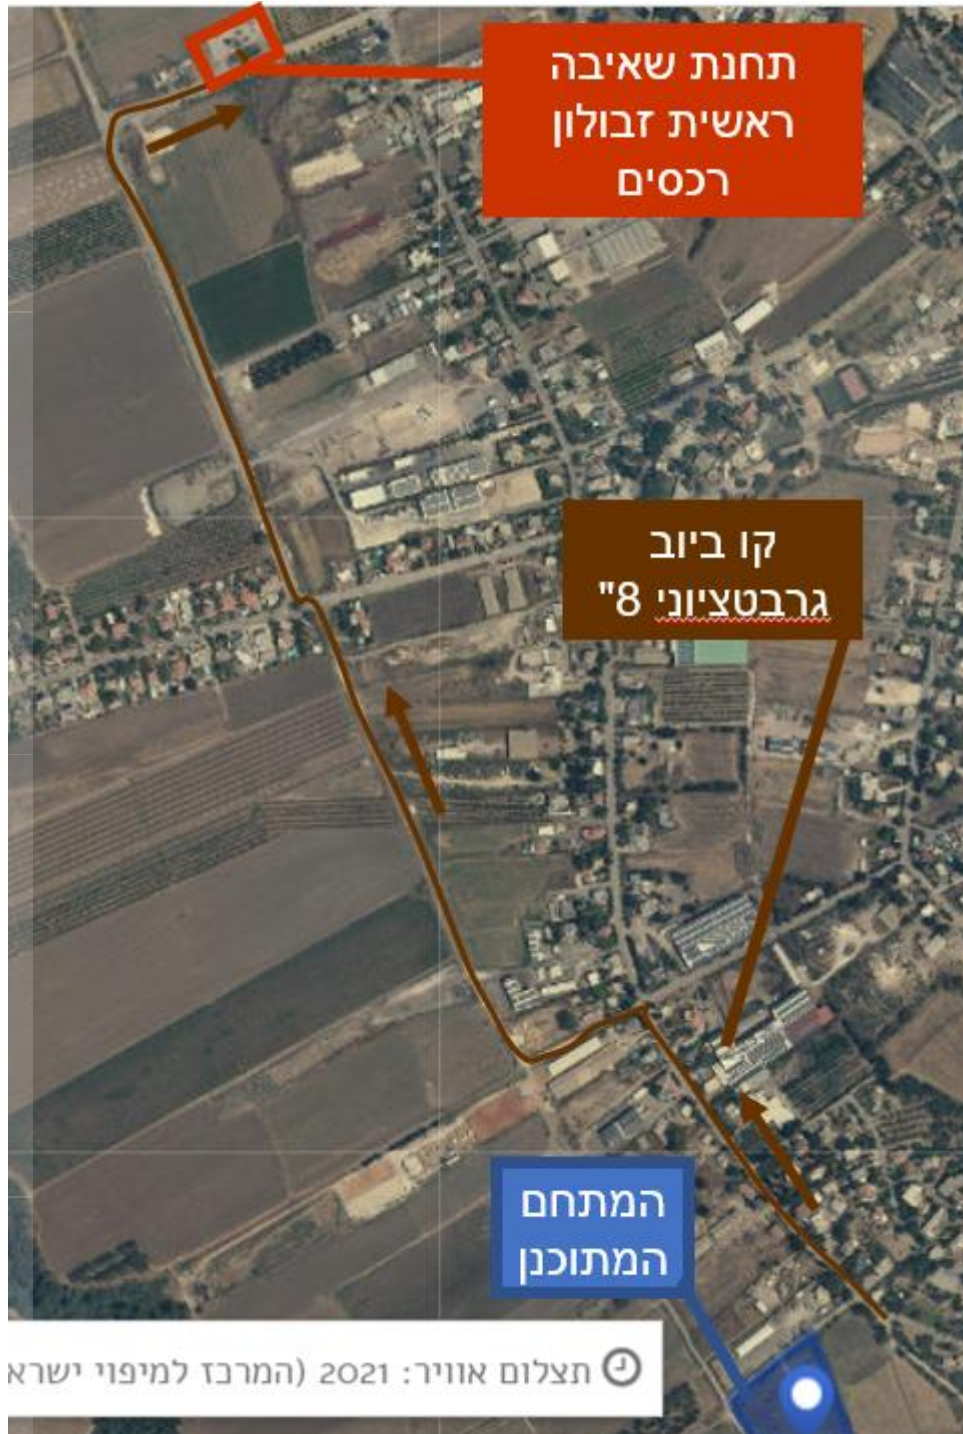 תחנת שאיבה
ראשית זבולון
רכסים
קו ביוב
גרבטציוני 8"
המתחם
המתוכנן
תצלום אוויר: 2021 (המרכז למיפוי ישרא